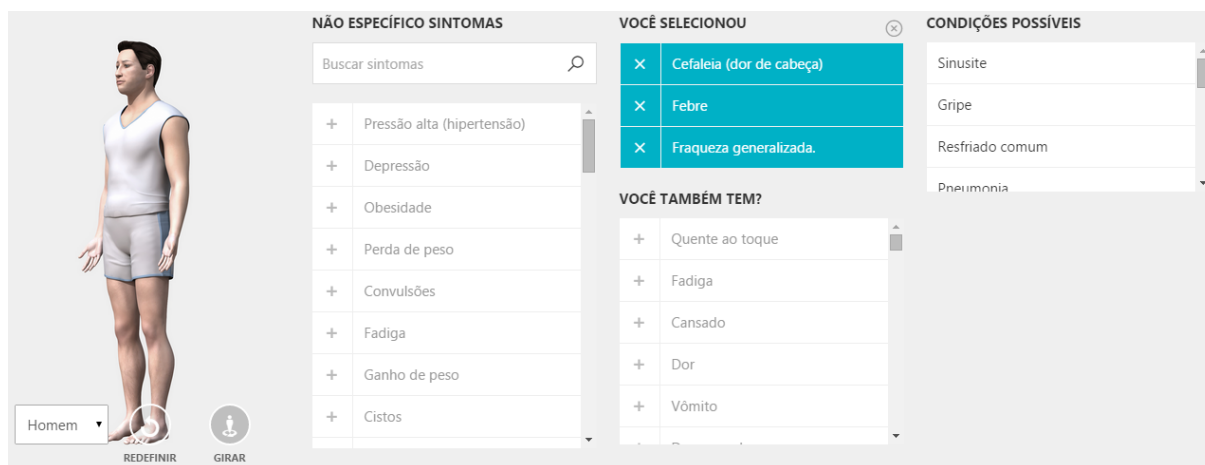 NÃO ESPECÍFICO SINTOMAS
Buscar sintomas
+ Pressão alta (hipertensão)
+ Depressão
+ Obesidade
+ Perda de peso
+ Convulsões
+ Fadiga
+ Ganho de peso
+ Cistos
VOCÊ SELECIONOU
× Cefaleia (dor de cabeça)
× Febre
× Fraqueza generalizada.
VOCÊ TAMBÉM TEM?
+ Quente ao toque
+ Fadiga
+ Cansado
+ Dor
+ Vômito
CONDIÇÕES POSSÍVEIS
Sinusite
Gripe
Resfriado comum
Pneumonia
Homem
REDEFINIR
GIRAR